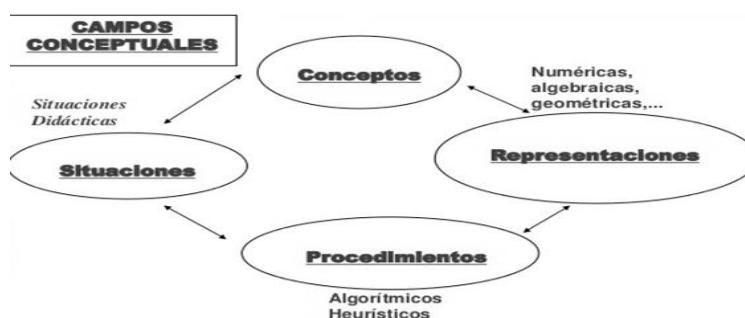 CAMPOS
CONCEPTUALES
Conceptos
Numéricas,
algebraicas,
geométricas,...
Situaciones
Didácticas
Situaciones
Representaciones
Procedimientos
Algorítmicos
Heurísticos